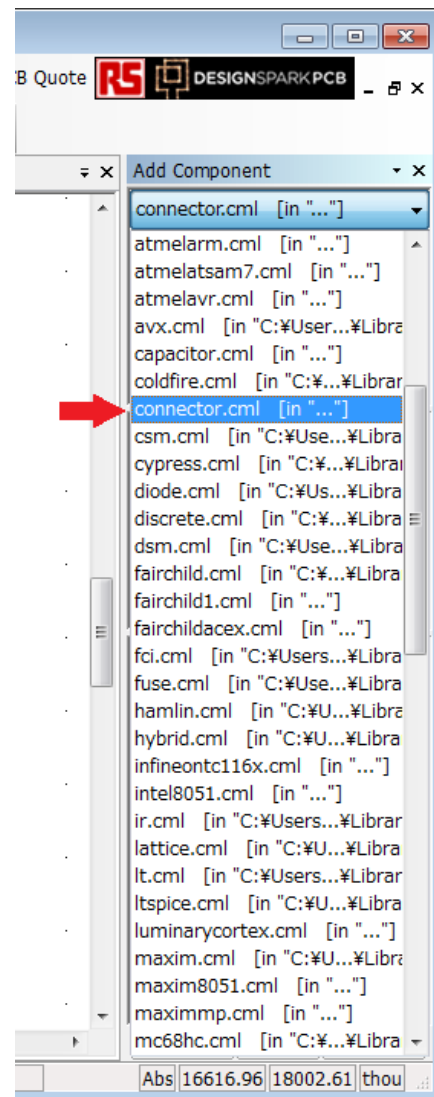 B Quote RS DESIGNSPARK PCB
Add Component
connector.cml [in "..."]
atmelarm.cml [in "..."]
atmelatsam7.cml [in "..."]
atmelavr.cml [in "..."]
avx.cml [in "C:¥User...¥Libra
capacitor.cml [in "..."]
coldfire.cml [in "C:¥...¥Librar
connector.cml [in "..."]
csm.cml [in "C:¥Use...¥Libra
cypress.cml [in "C:¥...¥Librar
diode.cml [in "C:¥Us...¥Libra
discrete.cml [in "C:¥...¥Libra
dsm.cml [in "C:¥Use...¥Libra
fairchild.cml [in "C:¥...¥Libra
fairchild1.cml [in "..."]
fairchildacex.cml [in "..."]
fci.cml [in "C:¥Users...¥Libra
fuse.cml [in "C:¥Use...¥Libra
hamlin.cml [in "C:¥U...¥Libra
hybrid.cml [in "C:¥U...¥Libra
infineontc116x.cml [in "..."]
intel8051.cml [in "..."]
ir.cml [in "C:¥Users...¥Librar
lattice.cml [in "C:¥U...¥Libra
lt.cml [in "C:¥Users...¥Librar
ltspice.cml [in "C:¥U...¥Libra
luminarycortex.cml [in "..."]
maxim.cml [in "C:¥U...¥Libra
maxim8051.cml [in "..."]
maximmp.cml [in "..."]
mc68hc.cml [in "C:¥...¥Libra
Abs 16616.96 18002.61 thou